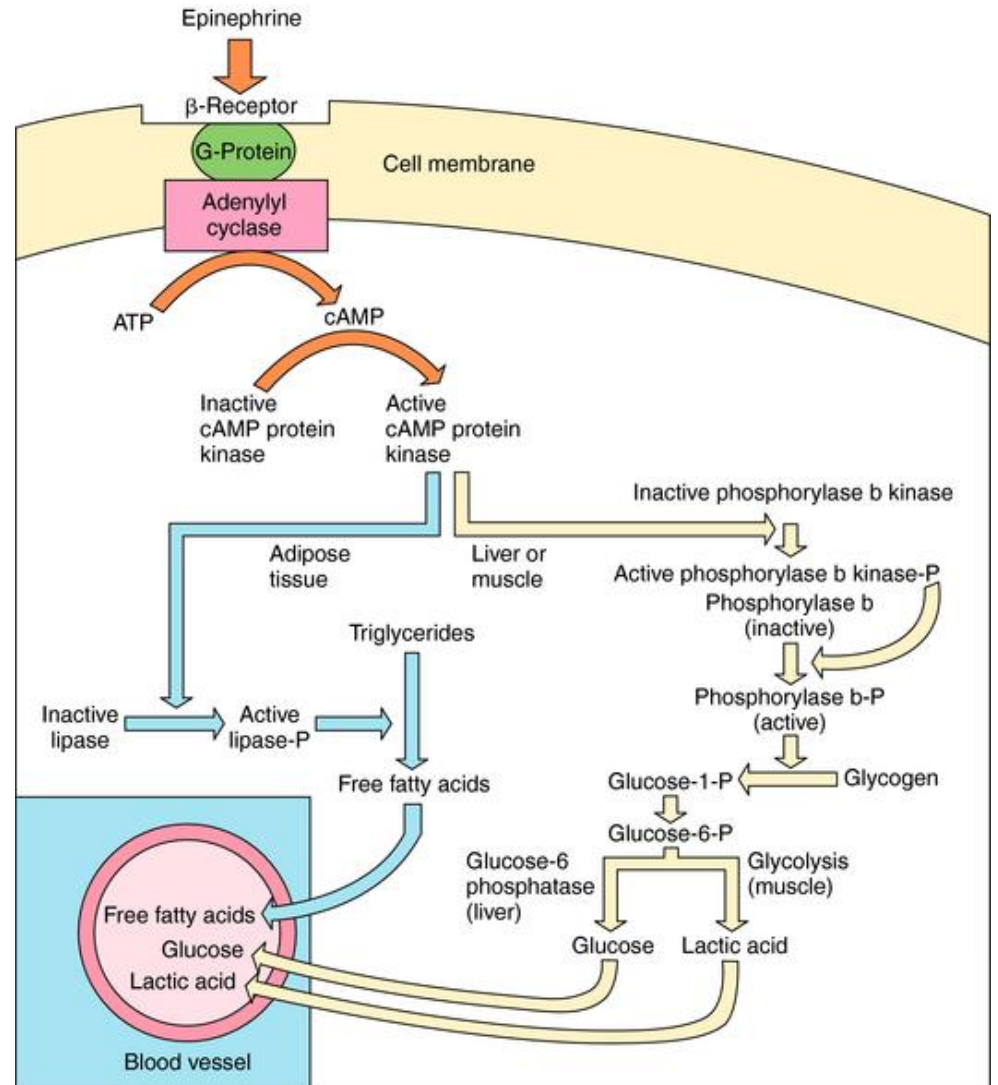 Epinephrine
β-Receptor
G-Protein
Cell membrane
Adenylyl
cyclase
ATP
cAMP
Inactive
cAMP protein
kinase
Active
cAMP protein
kinase
Adipose
tissue
Liver or
muscle
Inactive phosphorylase b kinase
Active phosphorylase b kinase-P
Phosphorylase b
(inactive)
Phosphorylase b-P
(active)
Triglycerides
Inactive
lipase
Active
lipase-P
Free fatty acids
Glucose-1-P
Glycogen
Glucose-6-P
Glucose-6
phosphatase
(liver)
Glycolysis
(muscle)
Glucose
Lactic acid
Free fatty acids
Glucose
Lactic acid
Blood vessel